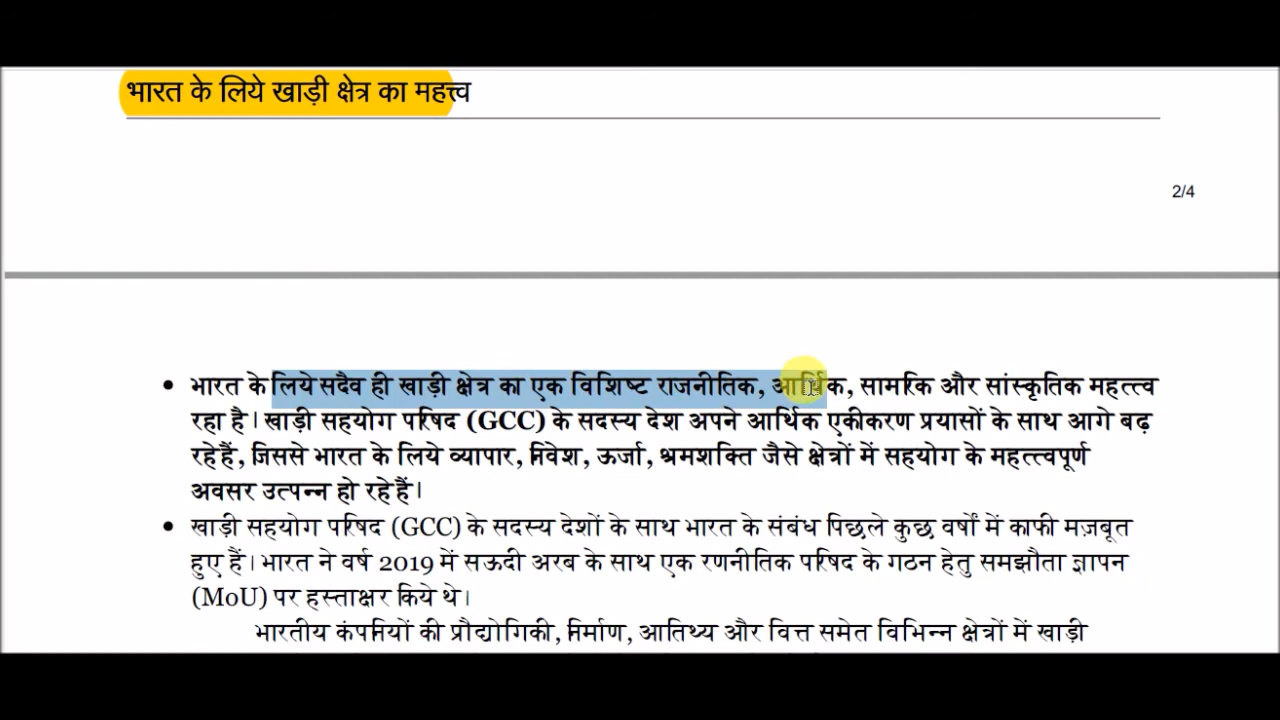 भारत के लिये खाड़ी क्षेत्र का महत्त्व
2/4
• भारत के लिये सदैव ही खाड़ी क्षेत्र का एक विशिष्ट राजनीतिक, आर्थिक, सामरिक और सांस्कृतिक महत्त्व
रहा है। खाड़ी सहयोग परिषद (GCC) के सदस्य देश अपने आर्थिक एकीकरण प्रयासों के साथ आगे बढ़
रहे हैं, जिससे भारत के लिये व्यापार, निवेश, ऊर्जा, श्रमशक्ति जैसे क्षेत्रों में सहयोग के महत्त्वपूर्ण
अवसर उत्पन्न हो रहे हैं।
• खाड़ी सहयोग परिषद (GCC) के सदस्य देशों के साथ भारत के संबंध पिछले कुछ वर्षों में काफी मज़बूत
हुए हैं। भारत ने वर्ष 2019 में सऊदी अरब के साथ एक रणनीतिक परिषद के गठन हेतु समझौता ज्ञापन
(MoU) पर हस्ताक्षर किये थे।
भारतीय कंपनियों की प्रौद्योगिकी, निर्माण, आतिथ्य और वित्त समेत विभिन्न क्षेत्रों में खाड़ी